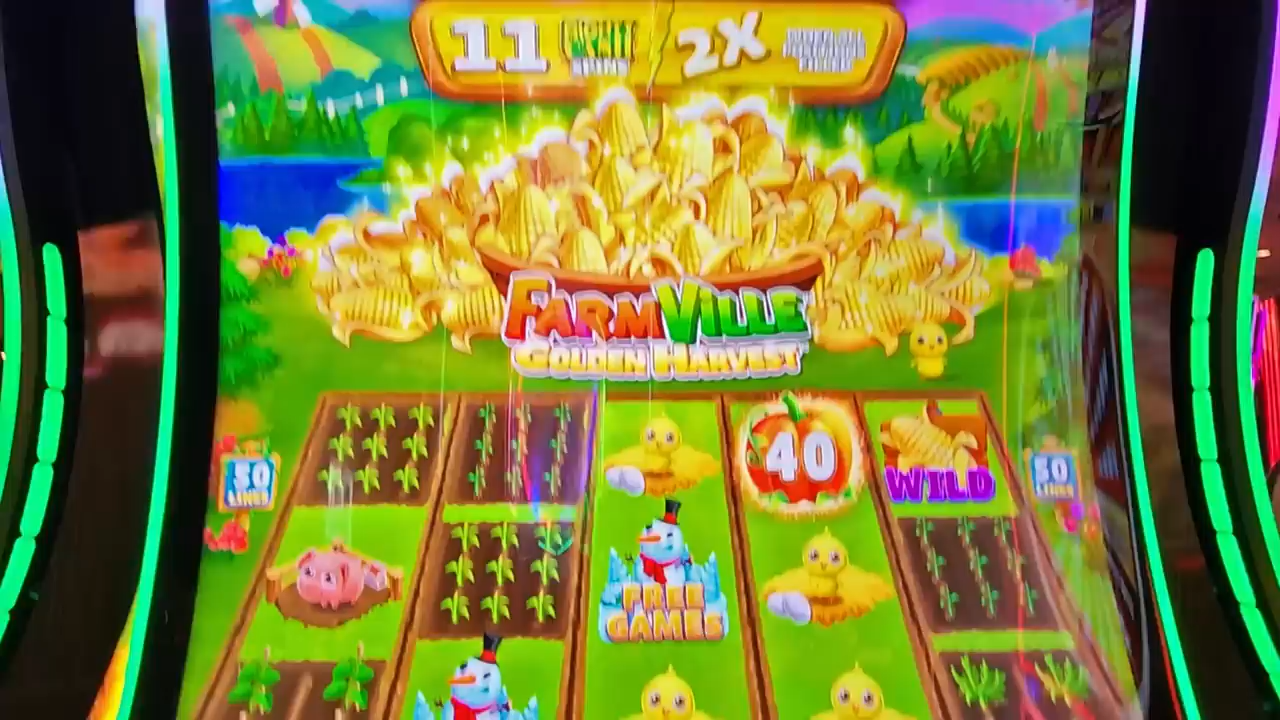 11
2X
FARMVILLE
GOLDEN HARVEST
50
LINES
40
WILD
50
LINES
FREE
GAMES